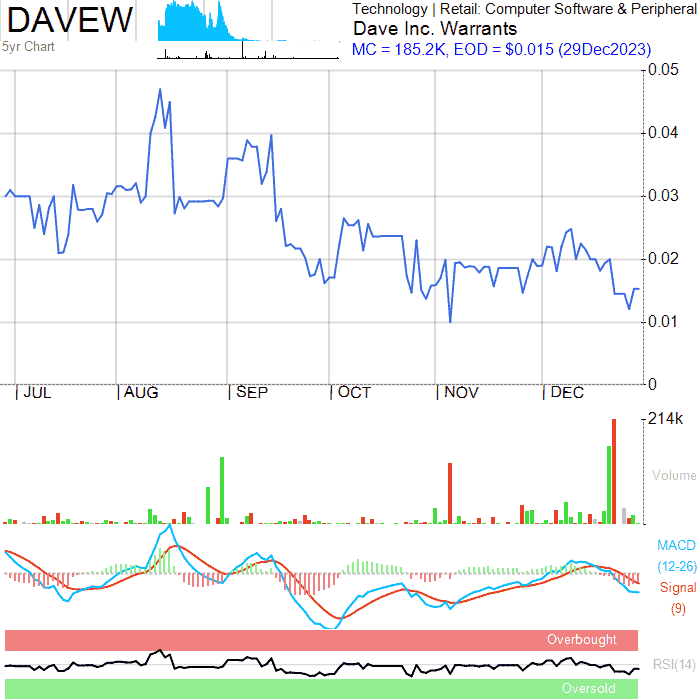 DAVEW
Technology | Retail: Computer Software & Peripheral
Dave Inc. Warrants
5yr Chart
MC = 185.2K, EOD = $0.015 (29Dec2023)
0.05
0.04
0.03
0.02
0.01
0
JUL AUG SEP OCT NOV DEC
214k
Volume
MACD
(12-26)
Signal
(9)
Overbought
RSI(14)
Oversold